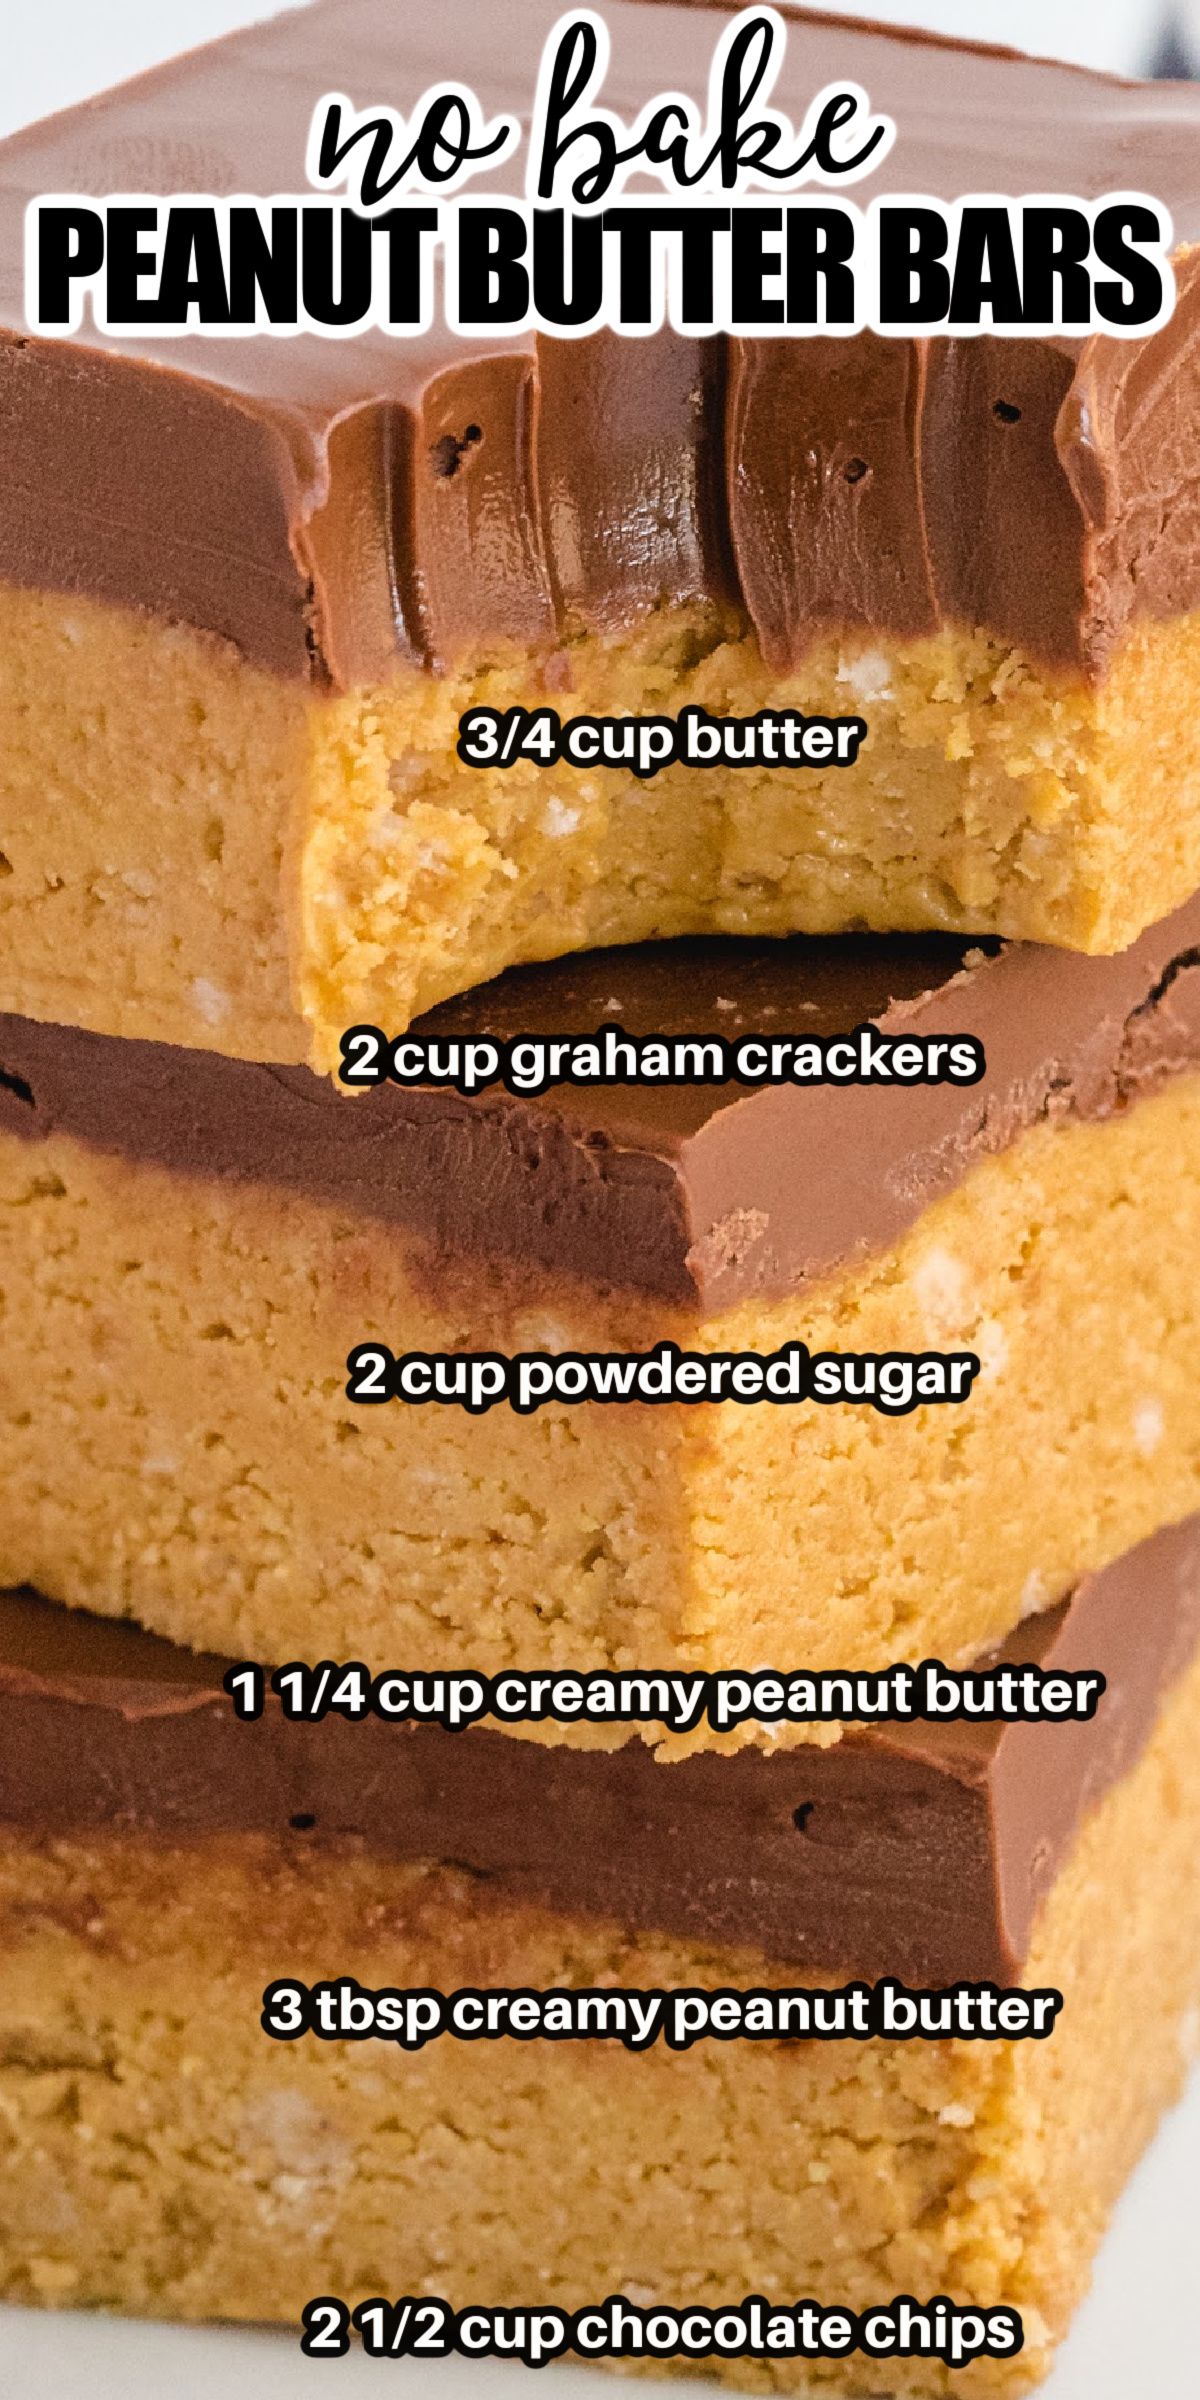 no bake
PEANUT BUTTER BARS
3/4 cup butter
2 cup graham crackers
2 cup powdered sugar
1 1/4 cup creamy peanut butter
3 tbsp creamy peanut butter
2 1/2 cup chocolate chips